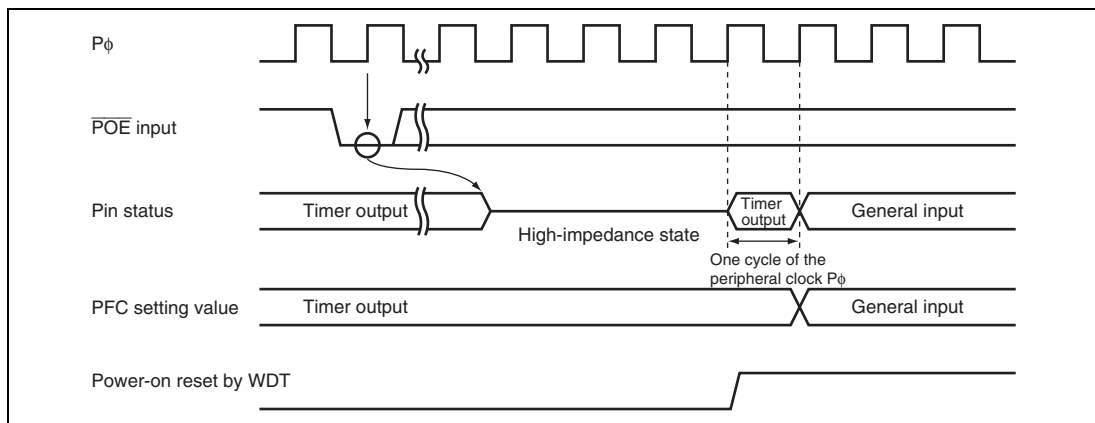 Pϕ
POE input
Pin status
Timer output
High-impedance state
Timer
output
General input
One cycle of the
peripheral clock Pϕ
PFC setting value
Timer output
General input
Power-on reset by WDT